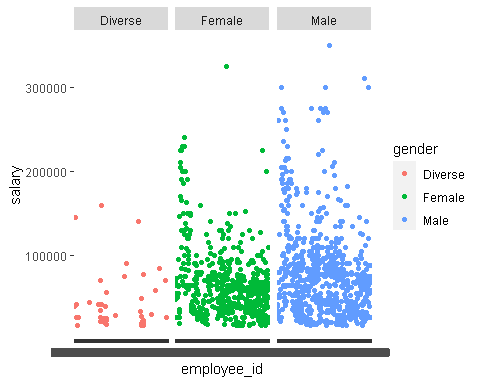 Diverse Female Male
300000
200000
100000
salary
employee_id
gender
Diverse
Female
Male